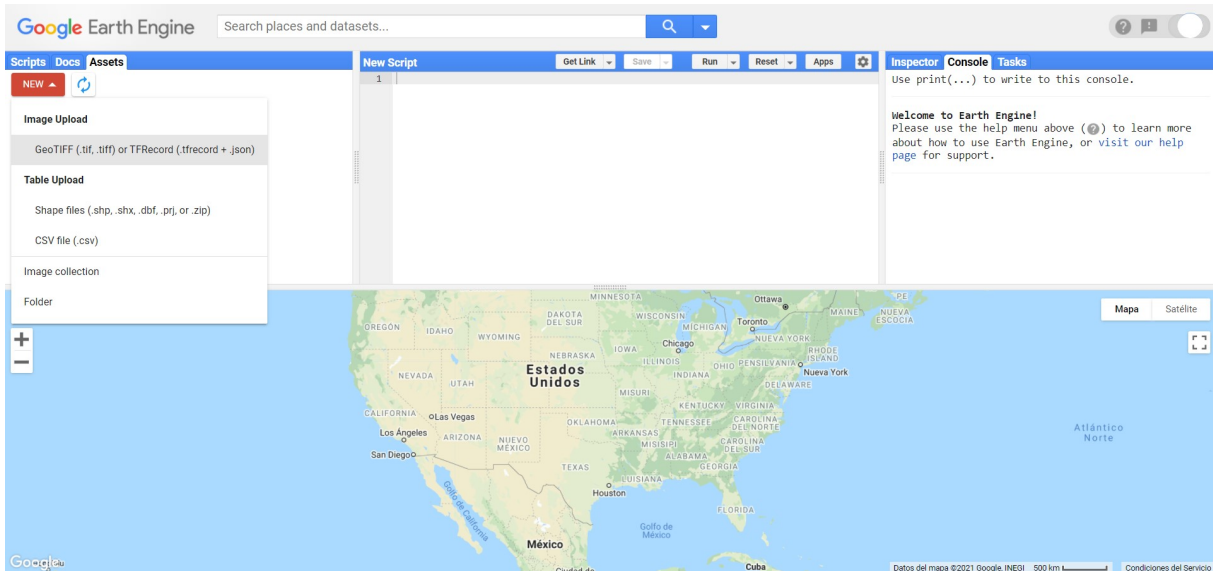 Google Earth Engine
Search places and datasets...
Scripts Docs Assets
NEW
Image Upload
GeoTIFF (.tif, .tiff) or TFRecord (.tfrecord + .json)
Table Upload
Shape files (.shp, .shx, .dbf, .prj, or .zip)
CSV file (.csv)
Image collection
Folder
New Script
Get Link Save Run Reset Apps
1
Inspector Console Tasks
Use print(...) to write to this console.
Welcome to Earth Engine!
Please use the help menu above (?) to learn more
about how to use Earth Engine, or visit our help
page for support.
Mapa Satélite
MINNESOTA
Ottawa
PE
DAKOTA
DEL SUR
WISCONSIN
MAINE
NUEVA
ESCOCIA
OREGÓN
IDAHO
MICHIGAN
Toronto
WYOMING
NUEVA YORK
Chicago
IOWA
NEBRASKA
RHODE
ISLAND
ILLINOIS
OHIO
PENSILVANIA
Estados
Unidos
NEVADA
UTAH
INDIANA
Nueva York
DELAWARE
MISURI
KENTUCKY
VIRGINIA
CALIFORNIA
Las Vegas
OKLAHOMA
TENNESSEE
CAROLINA
DEL NORTE
Los Ángeles
ARIZONA
NUEVO
MÉXICO
ARKANSAS
MISISIPI
CAROLINA
DEL SUR
San Diego
ALABAMA
GEORGIA
TEXAS
LUISIANA
Houston
Golfo de California
FLORIDA
Golfo de
México
Atlántico
Norte
México
Cuba
Ciudad de
Google
Datos del mapa ©2021 Google, INEGI 500 km Condiciones del Servicio